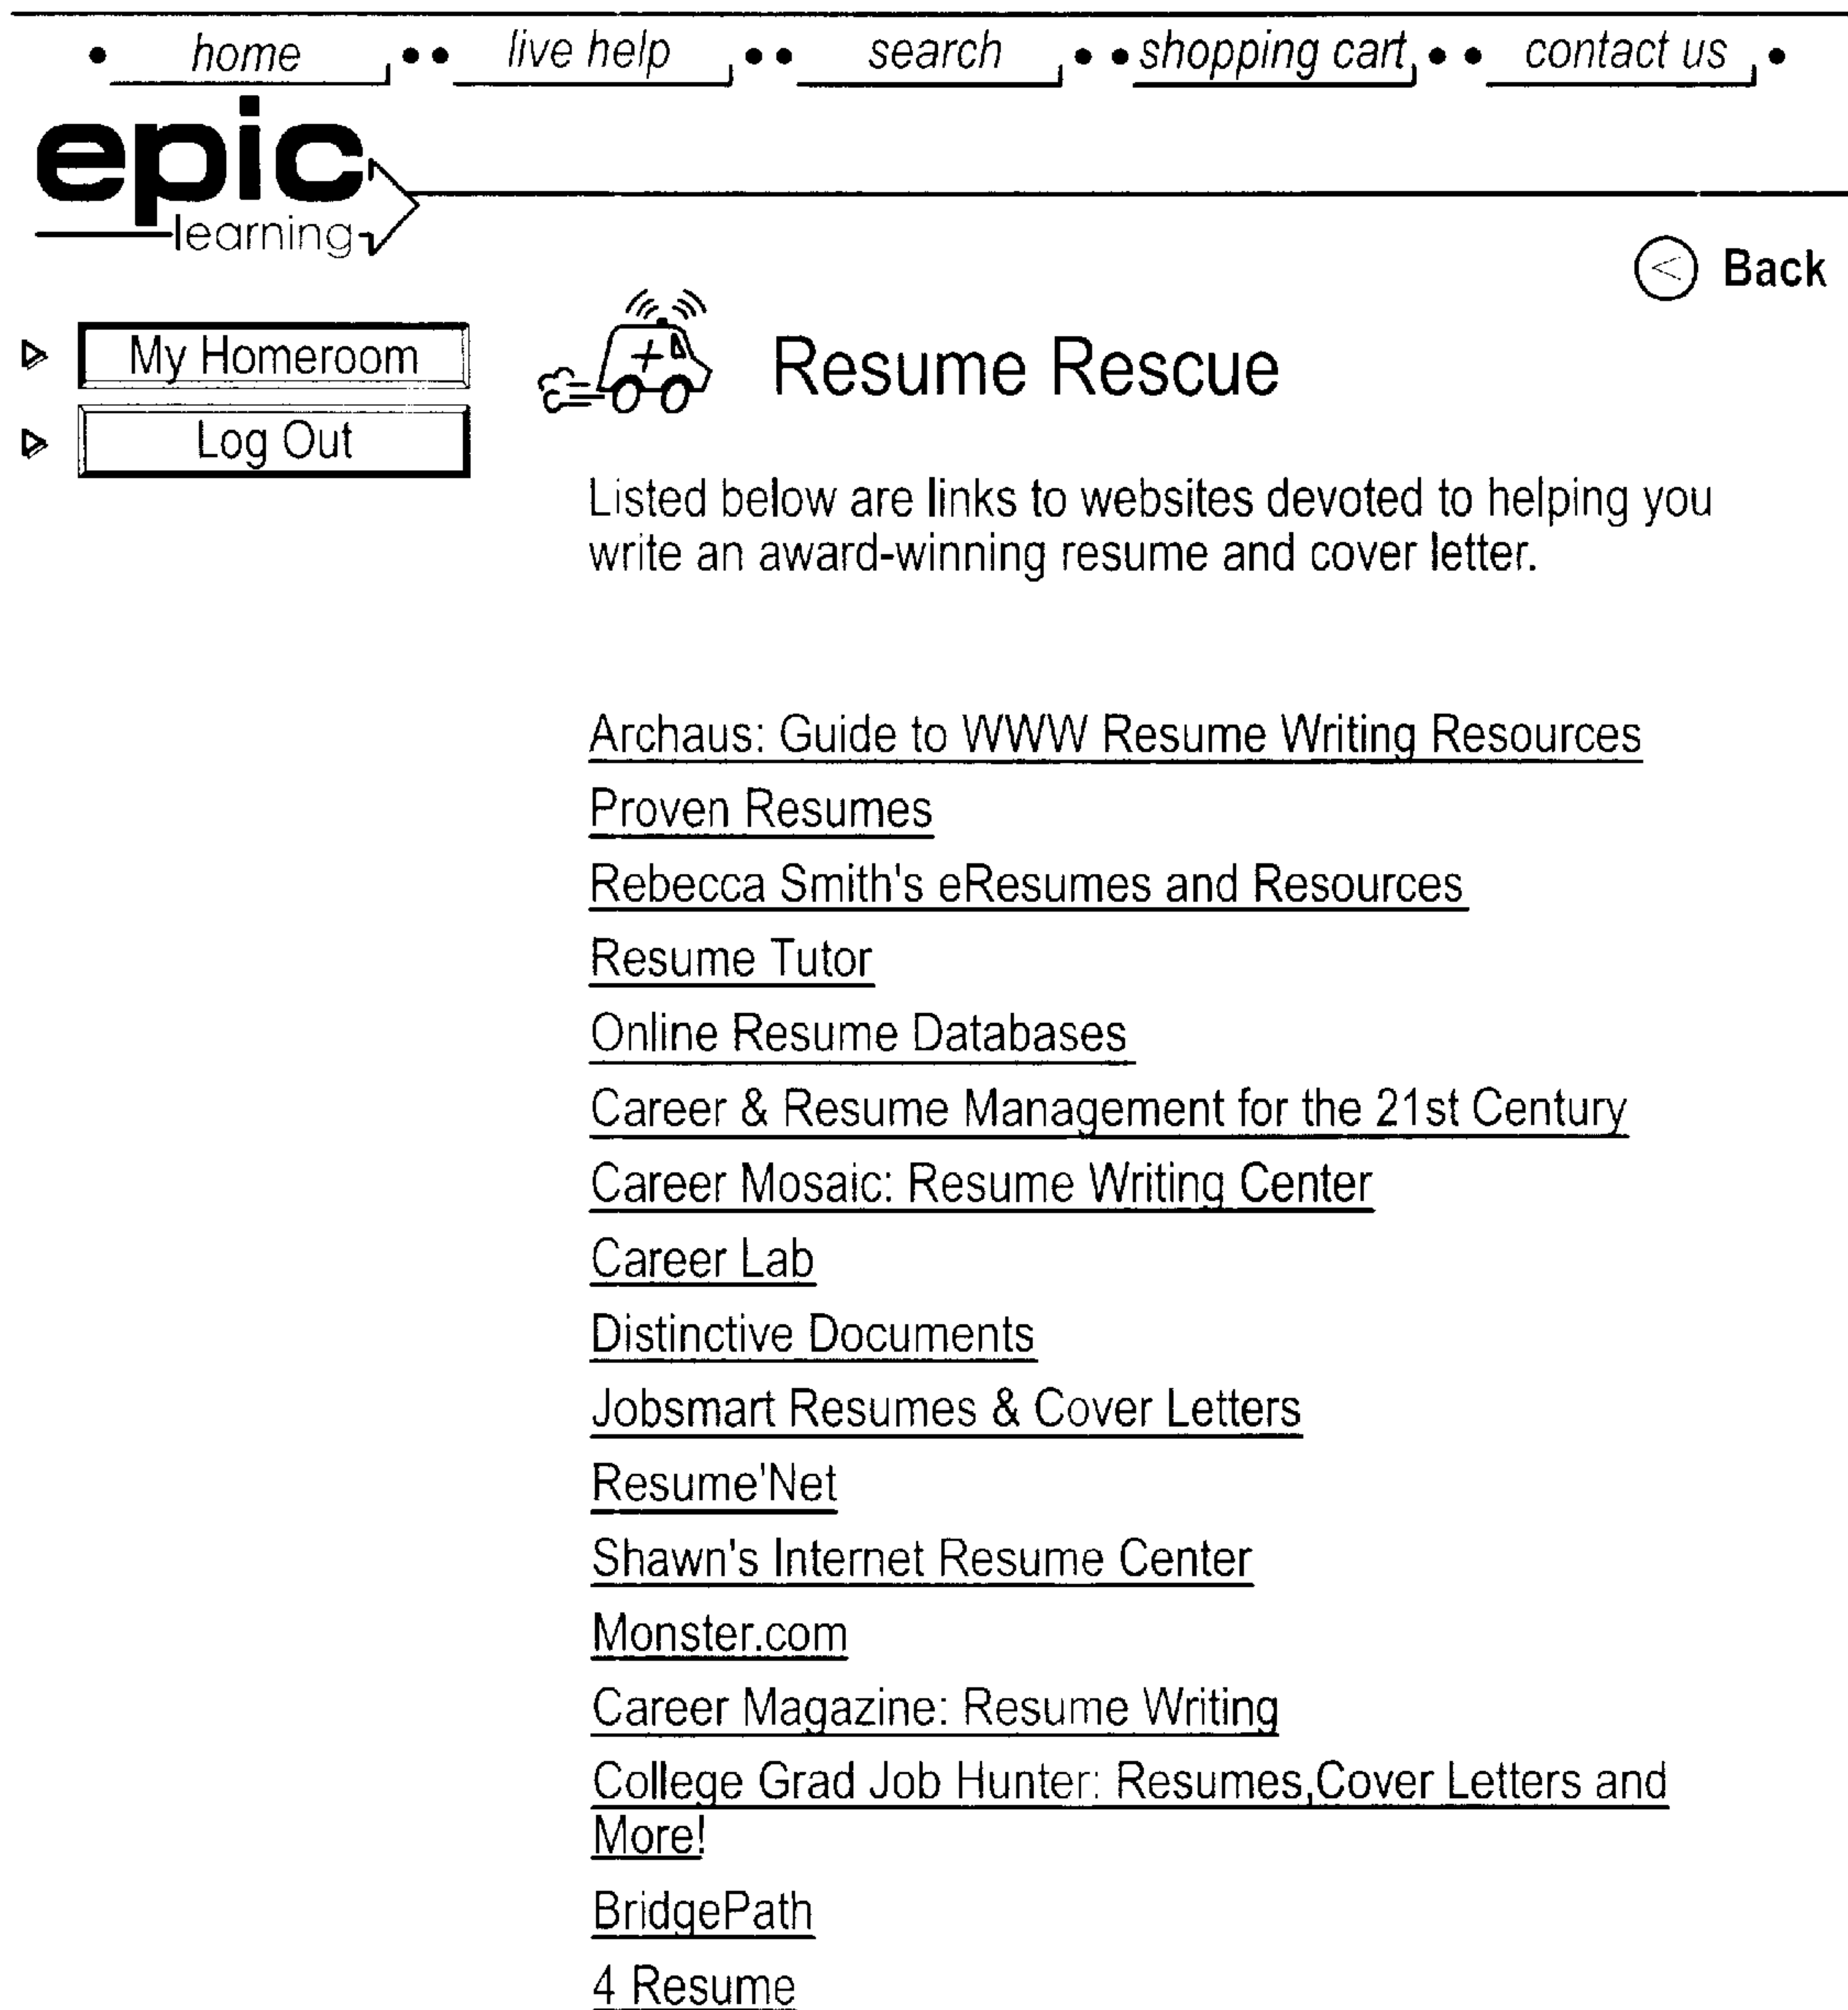 home live help search shopping cart contact us
epic
learning
Back
My Homeroom
Log Out
Resume Rescue
Listed below are links to websites devoted to helping you
write an award-winning resume and cover letter.
Archaus: Guide to WWW Resume Writing Resources
Proven Resumes
Rebecca Smith's eResumes and Resources
Resume Tutor
Online Resume Databases
Career & Resume Management for the 21st Century
Career Mosaic: Resume Writing Center
Career Lab
Distinctive Documents
Jobsmart Resumes & Cover Letters
Resume'Net
Shawn's Internet Resume Center
Monster.com
Career Magazine: Resume Writing
College Grad Job Hunter: Resumes,Cover Letters and
More!
BridgePath
4 Resume